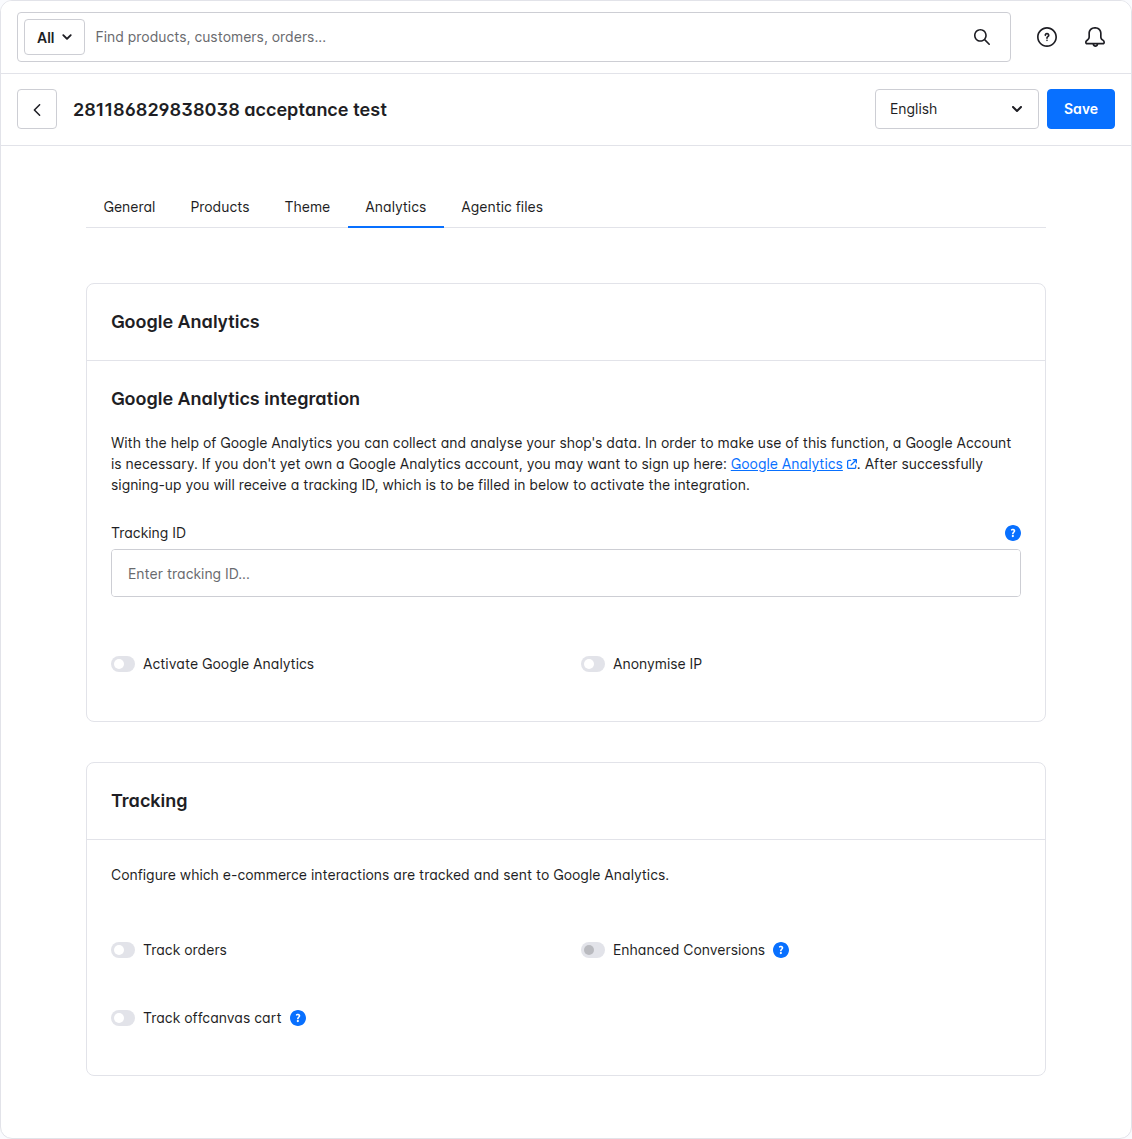 All
Find products, customers, orders...
281186829838038 acceptance test
English
Save
General
Products
Theme
Analytics
Agentic files
Google Analytics
Google Analytics integration
With the help of Google Analytics you can collect and analyse your shop's data. In order to make use of this function, a Google Account
is necessary. If you don't yet own a Google Analytics account, you may want to sign up here: Google Analytics. After successfully
signing-up you will receive a tracking ID, which is to be filled in below to activate the integration.
Tracking ID
?
Enter tracking ID...
Activate Google Analytics
Anonymise IP
Tracking
Configure which e-commerce interactions are tracked and sent to Google Analytics.
Track orders
Enhanced Conversions ?
Track offcanvas cart ?